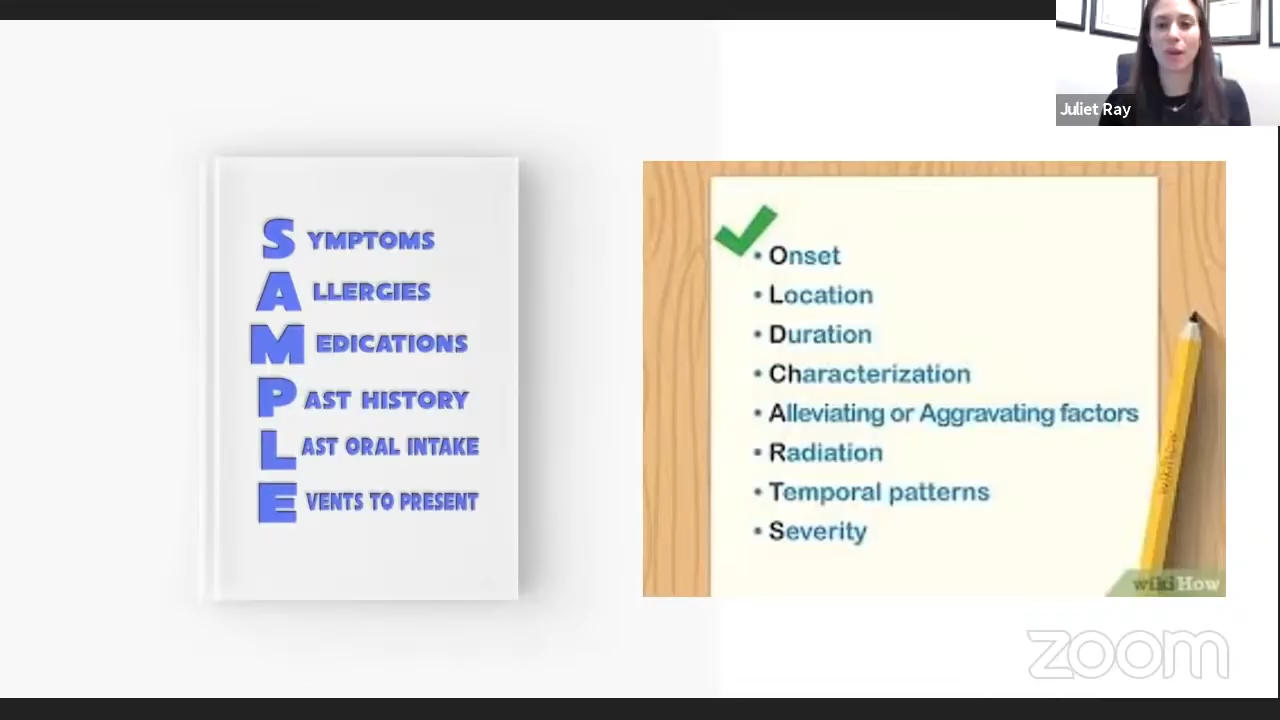 Juliet Ray
SYMPTOMS
ALLERGIES
MEDICATIONS
PAST HISTORY
LAST ORAL INTAKE
EVENTS TO PRESENT
• Onset
• Location
• Duration
• Characterization
• Alleviating or Aggravating factors
• Radiation
• Temporal patterns
• Severity
wikiHow
wikiHow
zoom